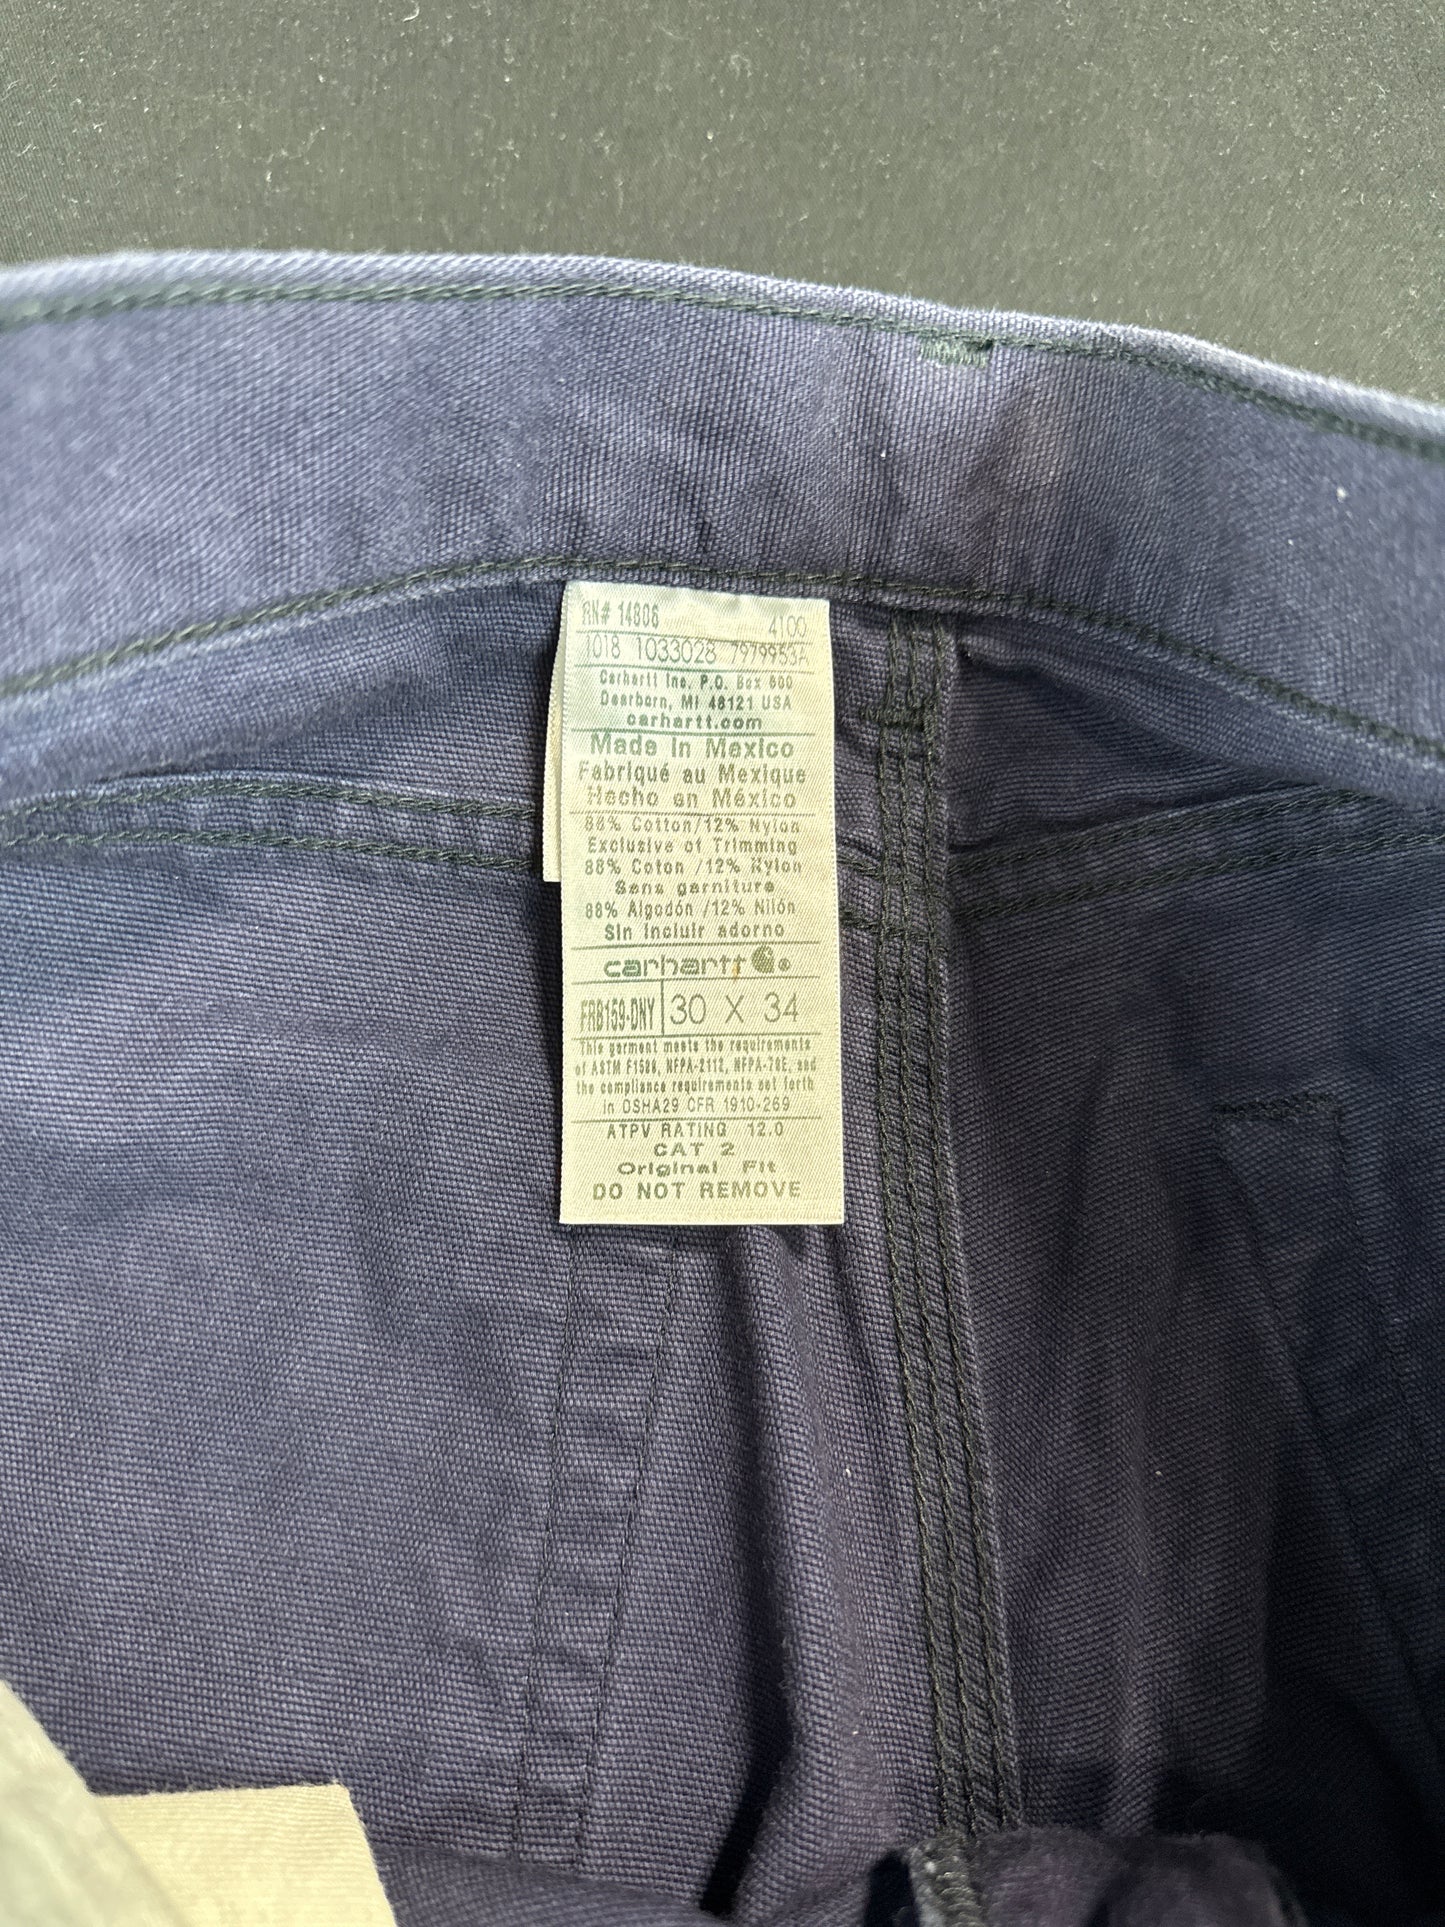 RN# 14806 4100
1018 1033028 7979953A
Carhartt Inc, P.O. Box 600
Dearborn, MI 48121 USA
carhartt.com
Made in Mexico
Fabriqué au Mexique
Hecho en México
88% Cotton/12% Nylon
Exclusive of Trimming
88% Coton /12% Nylon
Sans garniture
88% Algodón /12% Nilón
Sin incluir adorno
carhartt ®
FRB159-DNY 30 X 34
This garment meets the requirements
of ASTM F1506, NFPA-2112, NFPA-70E, and
the compliance requirements set forth
in OSHA29 CFR 1910-269
ATPV RATING 12.0
CAT 2
Original Fit
DO NOT REMOVE